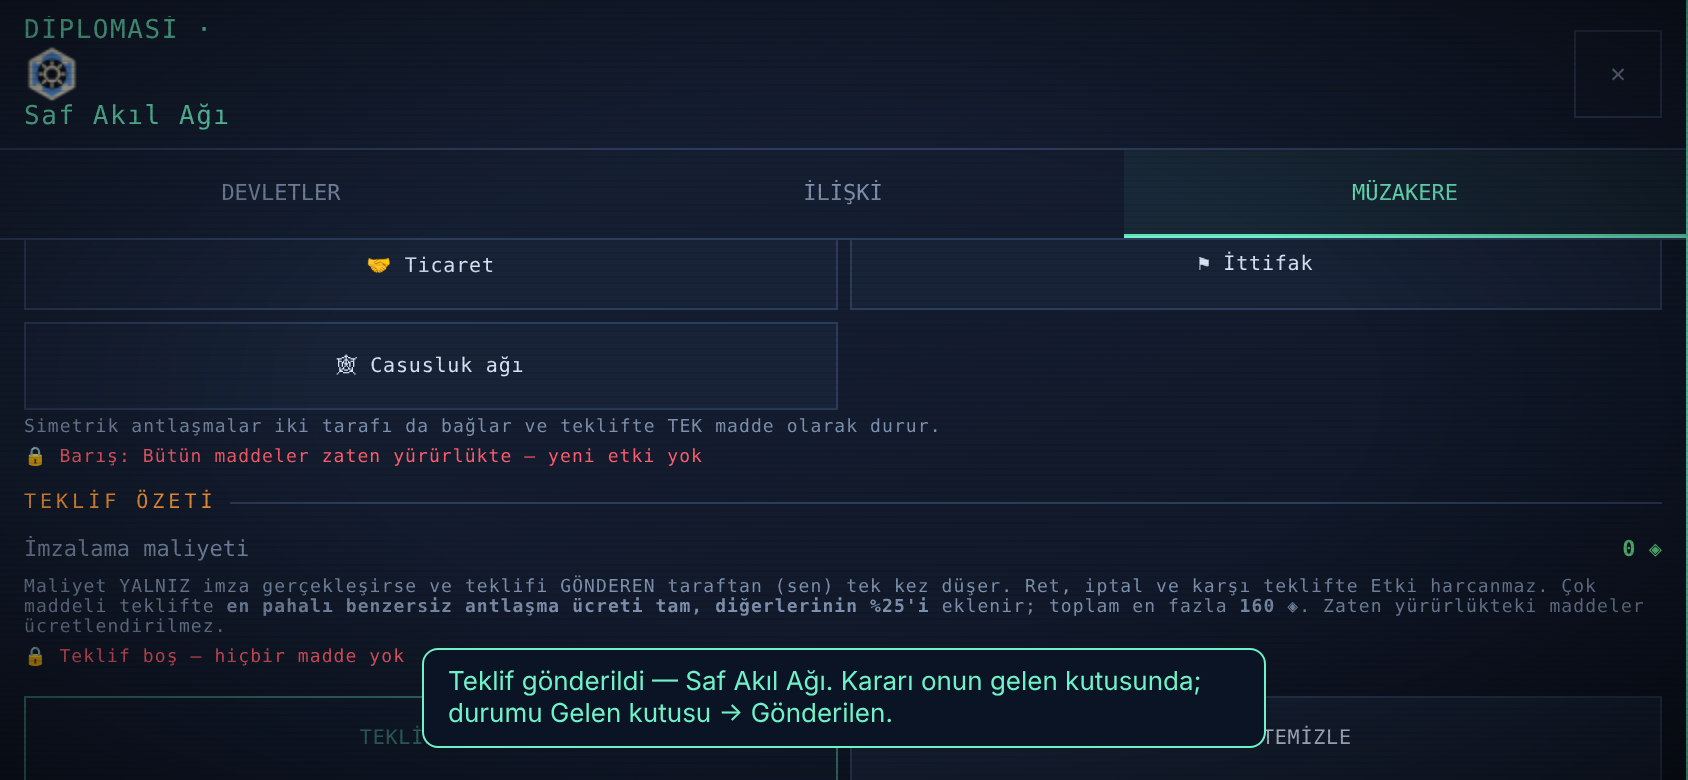 DİPLOMASİ ·
Saf Akıl Ağı
×
DEVLETLER
İLİŞKİ
MÜZAKERE
🤝 Ticaret
⚑ İttifak
🕸 Casusluk ağı
Simetrik antlaşmalar iki tarafı da bağlar ve teklifte TEK madde olarak durur.
🔒 Barış: Bütün maddeler zaten yürürlükte — yeni etki yok
TEKLİF ÖZETİ
İmzalama maliyeti
0 ◈
Maliyet YALNIZ imza gerçekleşirse ve teklifi GÖNDEREN taraftan (sen) tek kez düşer. Ret, iptal ve karşı teklifte Etki harcanmaz. Çok
maddeli teklifte en pahalı benzersiz antlaşma ücreti tam, diğerlerinin %25'i eklenir; toplam en fazla 160 ◈. Zaten yürürlükteki maddeler
ücretlendirilmez.
🔒 Teklif boş — hiçbir madde yok
Teklif gönderildi — Saf Akıl Ağı. Kararı onun gelen kutusunda;
durumu Gelen kutusu → Gönderilen.
TEKLİ
TEMİZLE